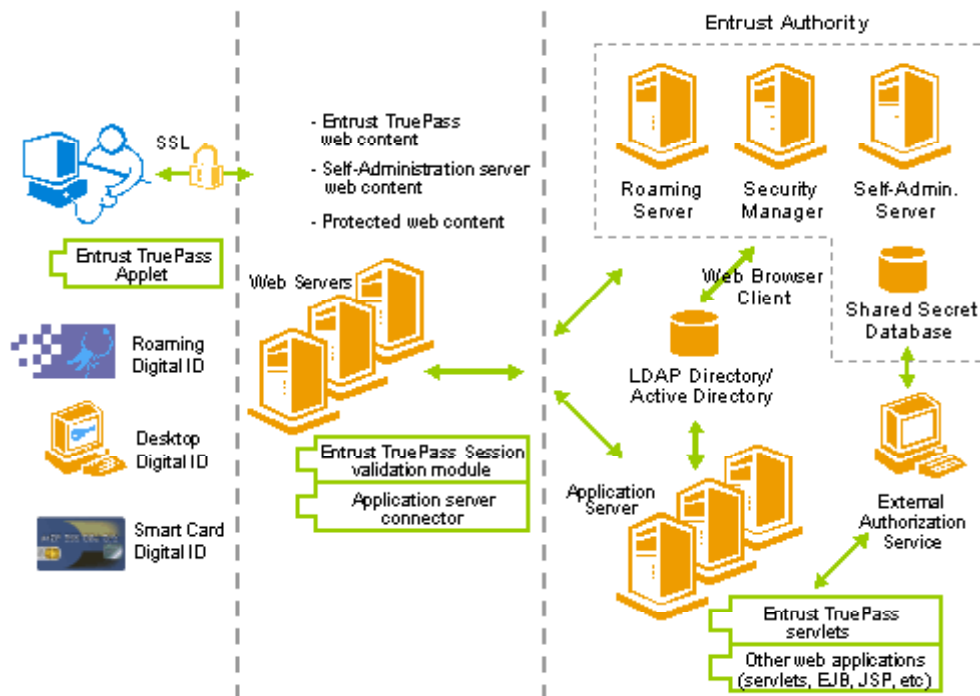 Entrust Authority
SSL
- Entrust TruePass
web content
- Self-Administration server
web content
- Protected web content
Roaming
Server
Security
Manager
Self-Admin.
Server
Entrust TruePass
Applet
Web Servers
Web Browser
Client
Shared Secret
Database
Roaming
Digital ID
LDAP Directory/
Active Directory
Desktop
Digital ID
Entrust TruePass Session
validation module
Application server
connector
Application
Server
External
Authorization
Service
Smart Card
Digital ID
Entrust TruePass
servlets
Other web applications
(servlets, EJB, JSP, etc)